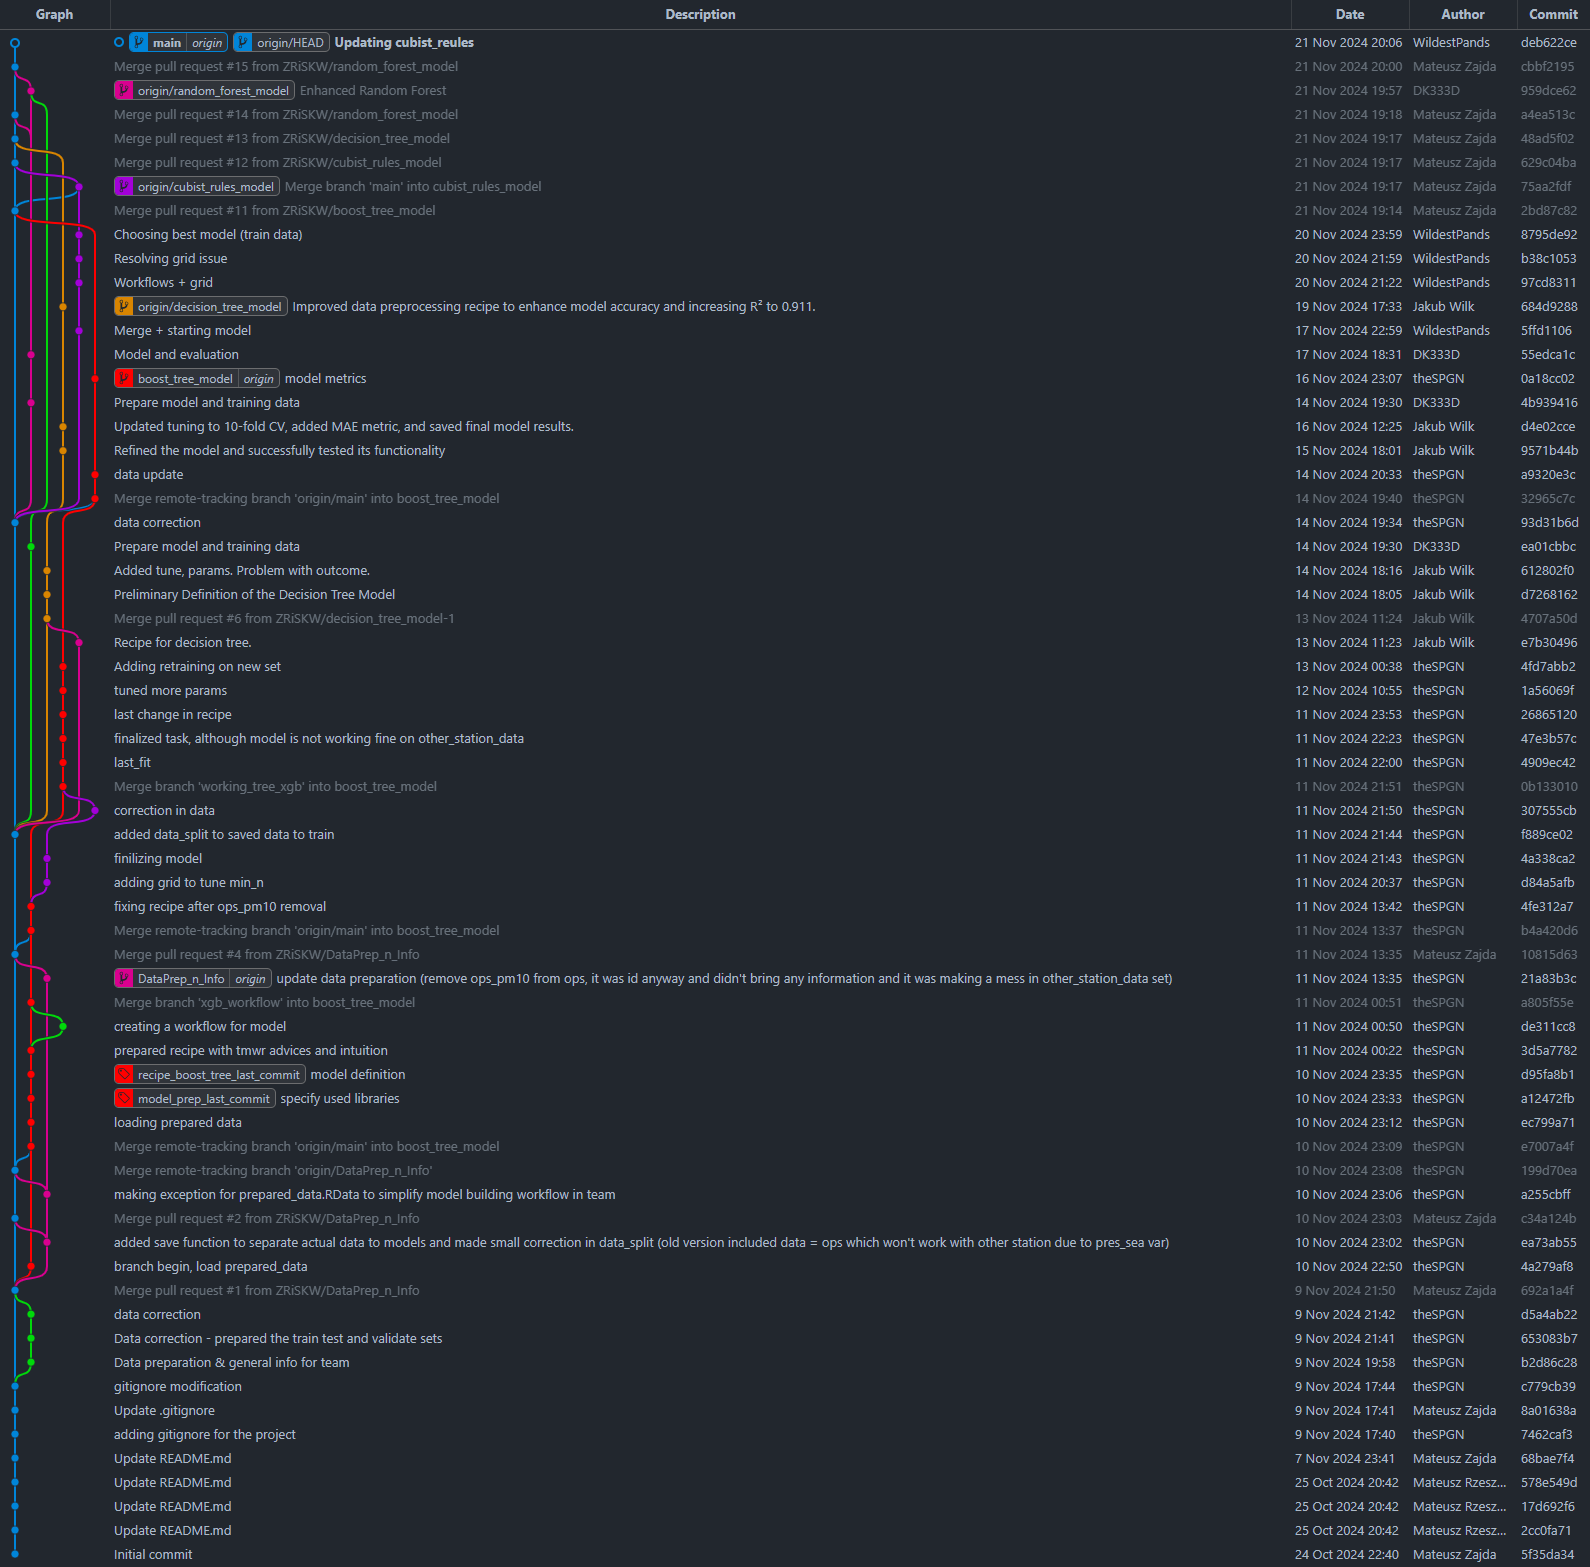 Graph Description Date Author Commit
main origin origin/HEAD Updating cubist_reules 21 Nov 2024 20:06 WildestPands deb622ce
Merge pull request #15 from ZRiSKW/random_forest_model 21 Nov 2024 20:00 Mateusz Zajda cbbf2195
origin/random_forest_model Enhanced Random Forest 21 Nov 2024 19:57 DK333D 959dce62
Merge pull request #14 from ZRiSKW/random_forest_model 21 Nov 2024 19:18 Mateusz Zajda a4ea513c
Merge pull request #13 from ZRiSKW/decision_tree_model 21 Nov 2024 19:17 Mateusz Zajda 48ad5f02
Merge pull request #12 from ZRiSKW/cubist_rules_model 21 Nov 2024 19:17 Mateusz Zajda 629c04ba
origin/cubist_rules_model Merge branch 'main' into cubist_rules_model 21 Nov 2024 19:17 Mateusz Zajda 75aa2fdf
Merge pull request #11 from ZRiSKW/boost_tree_model 21 Nov 2024 19:14 Mateusz Zajda 2bd87c82
Choosing best model (train data) 20 Nov 2024 23:59 WildestPands 8795de92
Resolving grid issue 20 Nov 2024 21:59 WildestPands b38c1053
Workflows + grid 20 Nov 2024 21:22 WildestPands 97cd8311
origin/decision_tree_model Improved data preprocessing recipe to enhance model accuracy and increasing R² to 0.911. 19 Nov 2024 17:33 Jakub Wilk 684d9288
Merge + starting model 17 Nov 2024 22:59 WildestPands 5ffd1106
Model and evaluation 17 Nov 2024 18:31 DK333D 55edca1c
boost_tree_model origin model metrics 16 Nov 2024 23:07 theSPGN 0a18cc02
Prepare model and training data 14 Nov 2024 19:30 DK333D 4b939416
Updated tuning to 10-fold CV, added MAE metric, and saved final model results. 16 Nov 2024 12:25 Jakub Wilk d4e02cce
Refined the model and successfully tested its functionality 15 Nov 2024 18:01 Jakub Wilk 9571b44b
data update 14 Nov 2024 20:33 theSPGN a9320e3c
Merge remote-tracking branch 'origin/main' into boost_tree_model 14 Nov 2024 19:40 theSPGN 32965c7c
data correction 14 Nov 2024 19:34 theSPGN 93d31b6d
Prepare model and training data 14 Nov 2024 19:30 DK333D ea01cbbc
Added tune, params. Problem with outcome. 14 Nov 2024 18:16 Jakub Wilk 612802f0
Preliminary Definition of the Decision Tree Model 14 Nov 2024 18:05 Jakub Wilk d7268162
Merge pull request #6 from ZRiSKW/decision_tree_model-1 13 Nov 2024 11:24 Jakub Wilk 4707a50d
Recipe for decision tree. 13 Nov 2024 11:23 Jakub Wilk e7b30496
Adding retraining on new set 13 Nov 2024 00:38 theSPGN 4fd7abb2
tuned more params 12 Nov 2024 10:55 theSPGN 1a56069f
last change in recipe 11 Nov 2024 23:53 theSPGN 26865120
finalized task, although model is not working fine on other_station_data 11 Nov 2024 22:23 theSPGN 47e3b57c
last_fit 11 Nov 2024 22:00 theSPGN 4909ec42
Merge branch 'working_tree_xgb' into boost_tree_model 11 Nov 2024 21:51 theSPGN 0b133010
correction in data 11 Nov 2024 21:50 theSPGN 307555cb
added data_split to saved data to train 11 Nov 2024 21:44 theSPGN f889ce02
finilizing model 11 Nov 2024 21:43 theSPGN 4a338ca2
adding grid to tune min_n 11 Nov 2024 20:37 theSPGN d84a5afb
fixing recipe after ops_pm10 removal 11 Nov 2024 13:42 theSPGN 4fe312a7
Merge remote-tracking branch 'origin/main' into boost_tree_model 11 Nov 2024 13:37 theSPGN b4a420d6
Merge pull request #4 from ZRiSKW/DataPrep_n_Info 11 Nov 2024 13:35 Mateusz Zajda 10815d63
DataPrep_n_Info origin update data preparation (remove ops_pm10 from ops, it was id anyway and didn't bring any information and it was making a mess in other_station_data set) 11 Nov 2024 13:35 theSPGN 21a83b3c
Merge branch 'xgb_workflow' into boost_tree_model 11 Nov 2024 00:51 theSPGN a805f55e
creating a workflow for model 11 Nov 2024 00:50 theSPGN de311cc8
prepared recipe with tmwr advices and intuition 11 Nov 2024 00:22 theSPGN 3d5a7782
recipe_boost_tree_last_commit model definition 10 Nov 2024 23:35 theSPGN d95fa8b1
model_prep_last_commit specify used libraries 10 Nov 2024 23:33 theSPGN a12472fb
loading prepared data 10 Nov 2024 23:12 theSPGN ec799a71
Merge remote-tracking branch 'origin/main' into boost_tree_model 10 Nov 2024 23:09 theSPGN e7007a4f
Merge remote-tracking branch 'origin/DataPrep_n_Info' 10 Nov 2024 23:08 theSPGN 199d70ea
making exception for prepared_data.RData to simplify model building workflow in team 10 Nov 2024 23:06 theSPGN a255cbff
Merge pull request #2 from ZRiSKW/DataPrep_n_Info 10 Nov 2024 23:03 Mateusz Zajda c34a124b
added save function to separate actual data to models and made small correction in data_split (old version included data = ops which won't work with other station due to pres_sea var) 10 Nov 2024 23:02 theSPGN ea73ab55
branch begin, load prepared_data 10 Nov 2024 22:50 theSPGN 4a279af8
Merge pull request #1 from ZRiSKW/DataPrep_n_Info 9 Nov 2024 21:50 Mateusz Zajda 692a1a4f
data correction 9 Nov 2024 21:42 theSPGN d5a4ab22
Data correction - prepared the train test and validate sets 9 Nov 2024 21:41 theSPGN 653083b7
Data preparation & general info for team 9 Nov 2024 19:58 theSPGN b2d86c28
gitignore modification 9 Nov 2024 17:44 theSPGN c779cb39
Update .gitignore 9 Nov 2024 17:41 Mateusz Zajda 8a01638a
adding gitignore for the project 9 Nov 2024 17:40 theSPGN 7462caf3
Update README.md 7 Nov 2024 23:41 Mateusz Zajda 68bae7f4
Update README.md 25 Oct 2024 20:42 Mateusz Rzesz... 578e549d
Update README.md 25 Oct 2024 20:42 Mateusz Rzesz... 17d692f6
Update README.md 25 Oct 2024 20:42 Mateusz Rzesz... 2cc0fa71
Initial commit 24 Oct 2024 22:40 Mateusz Zajda 5f35da34